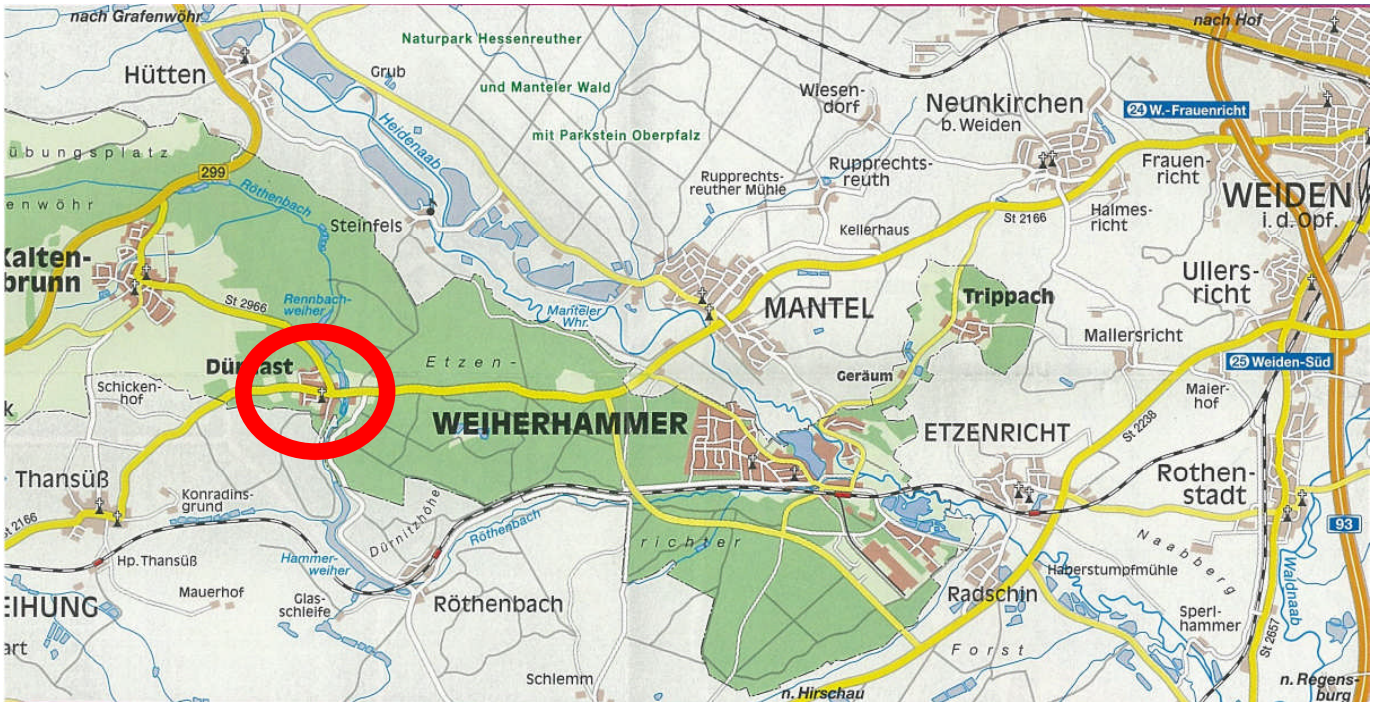 nach Grafenwöhr
nach Hof
Naturpark Hessenreuther
und Manteler Wald
mit Parkstein Oberpfalz
Hütten
Grub
Heidenaab
Wiesen-
dorf
Neunkirchen
b. Weiden
24 W.-Frauenricht
Frauen-
richt
WEIDEN
i. d. Opf.
übungsplatz
enwöhr
299
Röthenbach
Steinfels
Rupprechts-
reuther Mühle
Rupprechts-
reuth
Kellerhaus
St 2166
Halmes-
richt
Kalten-
brunn
St 2966
Rennbach-
weiher
Manteler
Whr.
MANTEL
Trippach
Ullers-
richt
Mallersricht
25 Weiden-Süd
Etzen-
Geräum
Schicken-
hof
k
WEIHERHAMMER
ETZENRICHT
St 2238
Maier-
hof
Thansüß
Konradins-
grund
St 2166
Hp. Thansüß
Dürnitzhöhe
Röthenbach
richter
Rothen-
stadt
93
Naabberg
Waldnaab
Hammer-
weiher
Mauerhof
Glas-
schleife
Röthenbach
Haberstumpfmühle
Radschin
Sperl-
hammer
EIHUNG
art
Schlemm
Forst
St 2657
n. Hirschau
n. Regens-
burg